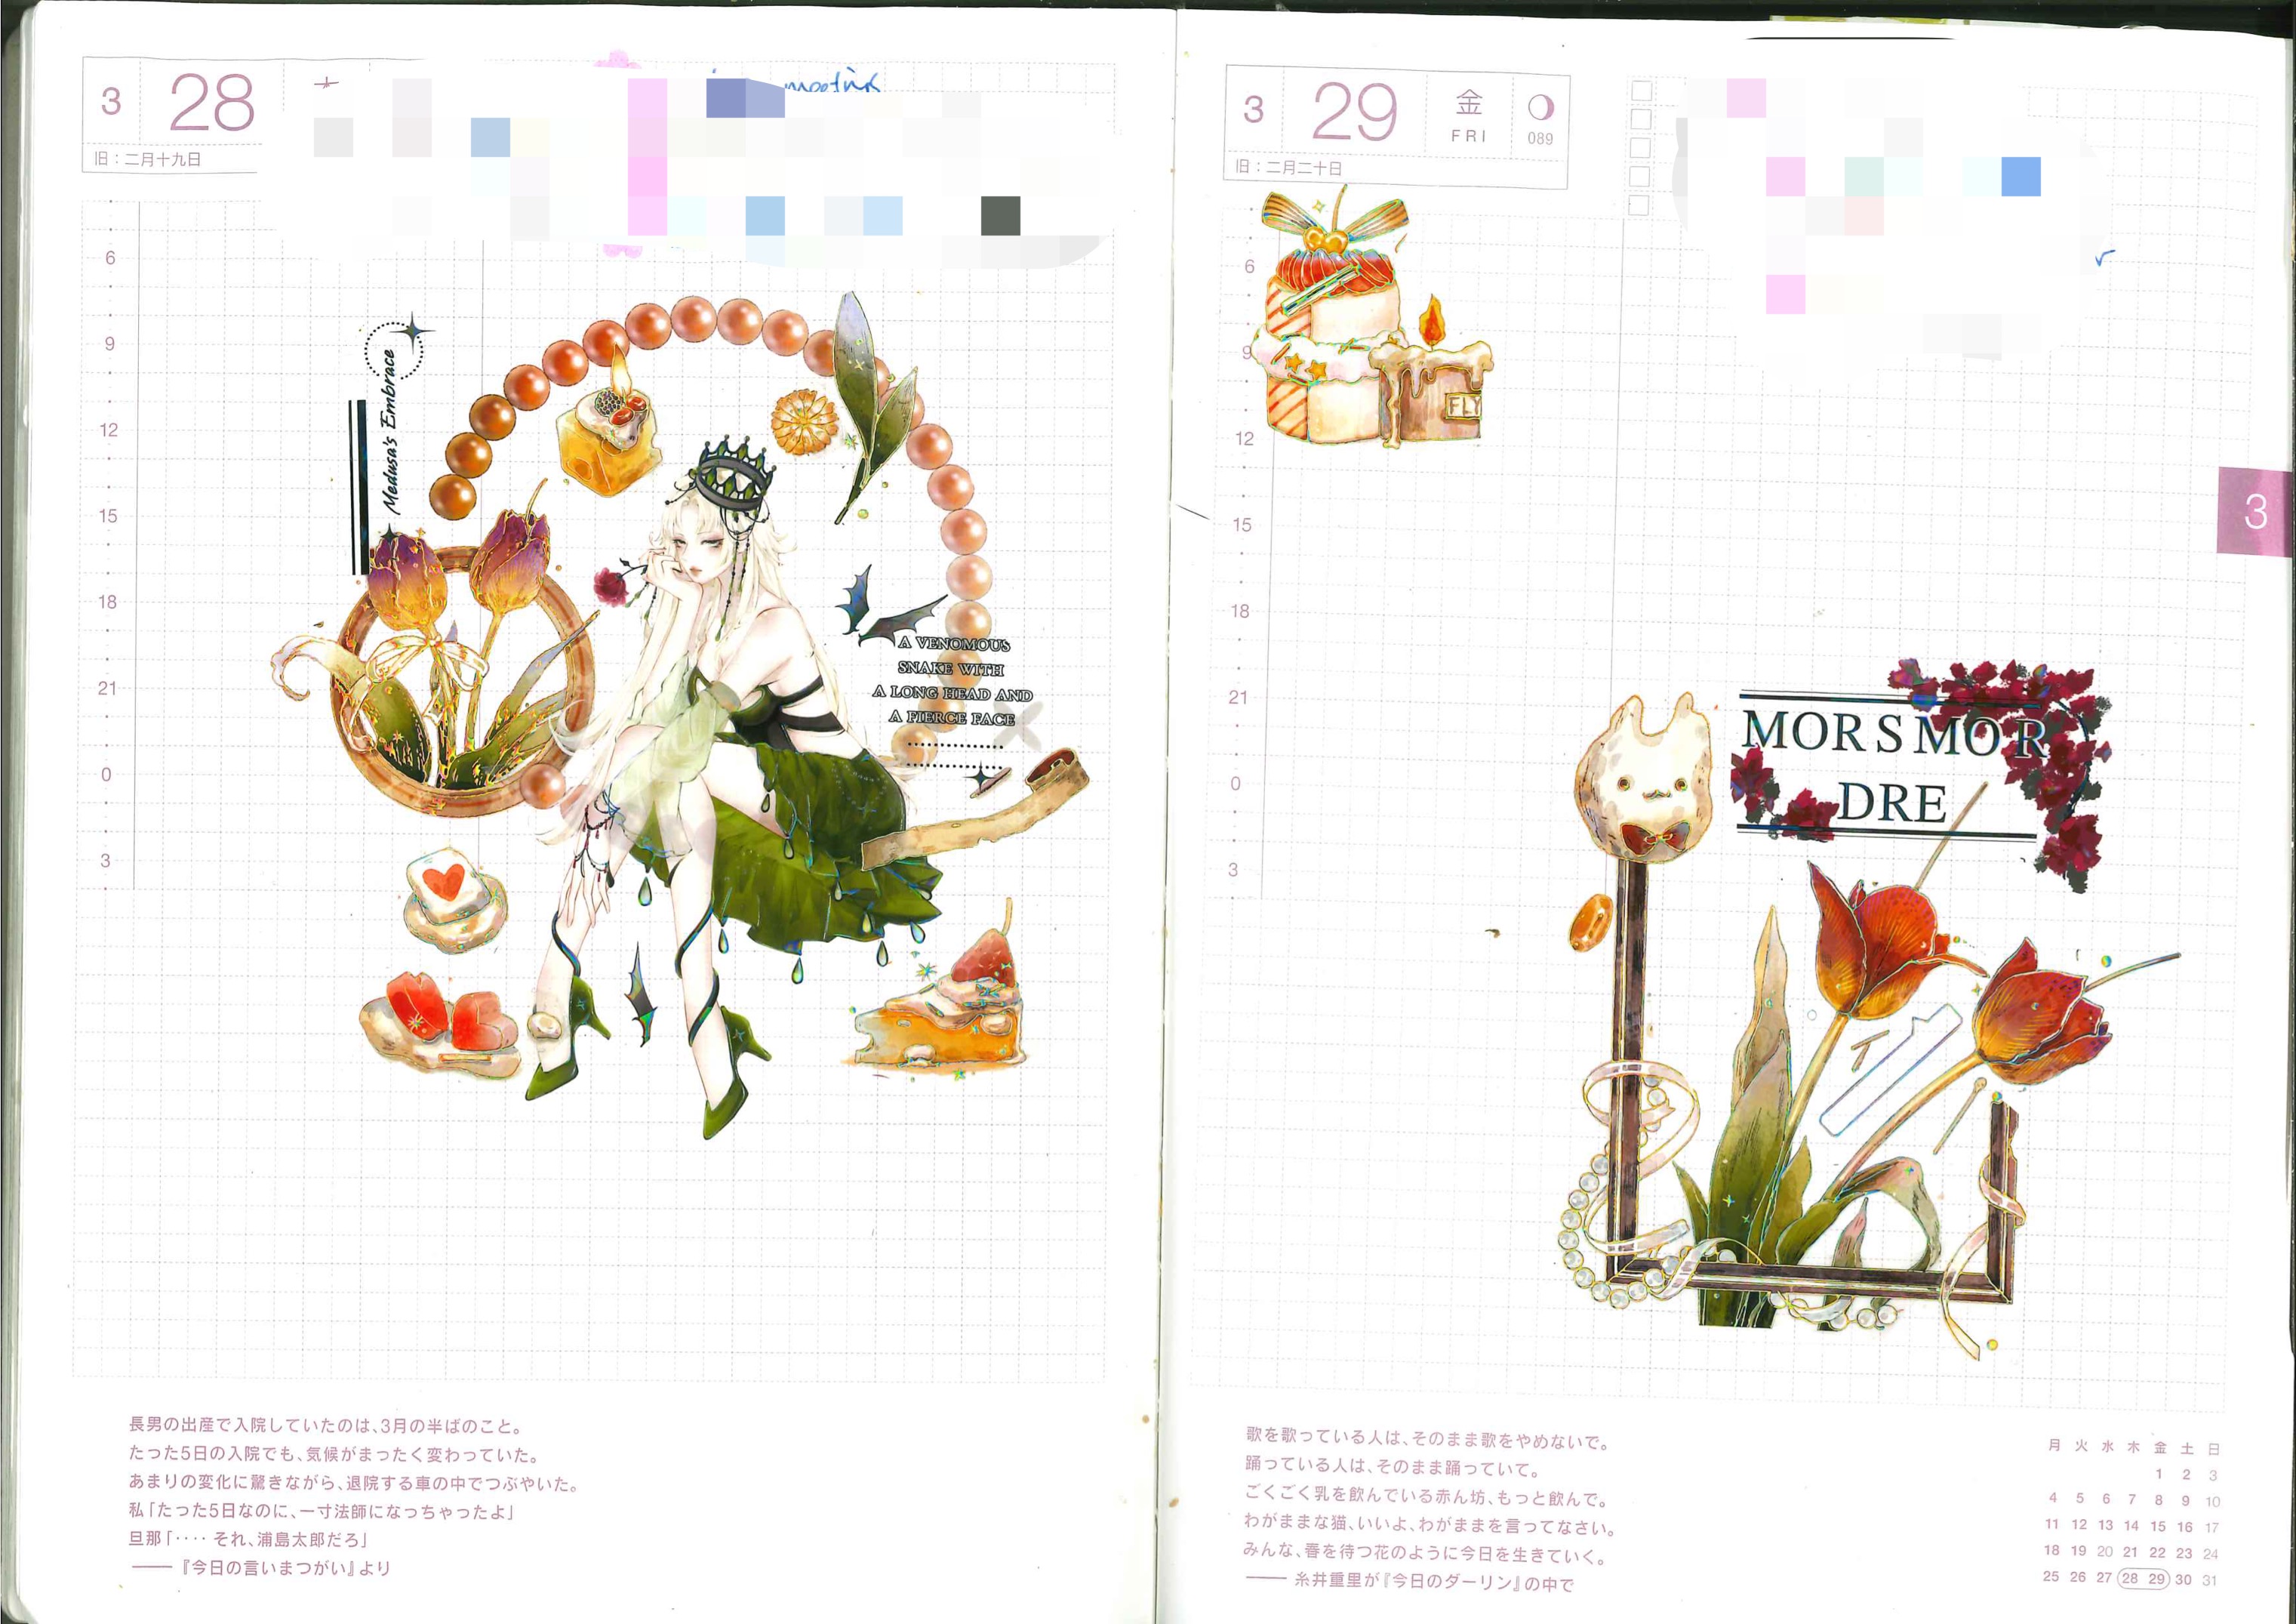 3 28
meeting
旧：二月十九日
6
9
12
15
18
21
0
3
Medusa's Embrace
A VENOMOUS
SNAKE WITH
A LONG HEAD AND
A FIERCE FACE
長男の出産で入院していたのは、3月の半ばのこと。
たった5日の入院でも、気候がまったく変わっていた。
あまりの変化に驚きながら、退院する車の中でつぶやいた。
私「たった5日なのに、一寸法師になっちゃったよ」
旦那「‥‥ それ、浦島太郎だろ」
――『今日の言いまつがい』より
3 29 金
FRI 089
旧：二月二十日
6
9
12
15
18
21
0
3
FLY
3
MORSMOR
DRE
歌を歌っている人は、そのまま歌をやめないで。
踊っている人は、そのまま踊っていて。
ごくごく乳を飲んでいる赤ん坊、もっと飲んで。
わがままな猫、いいよ、わがままを言ってなさい。
みんな、春を待つ花のように今日を生きていく。
―― 糸井重里が『今日のダーリン』の中で
月 火 水 木 金 土 日
1 2 3
4 5 6 7 8 9 10
11 12 13 14 15 16 17
18 19 20 21 22 23 24
25 26 27 28 29 30 31